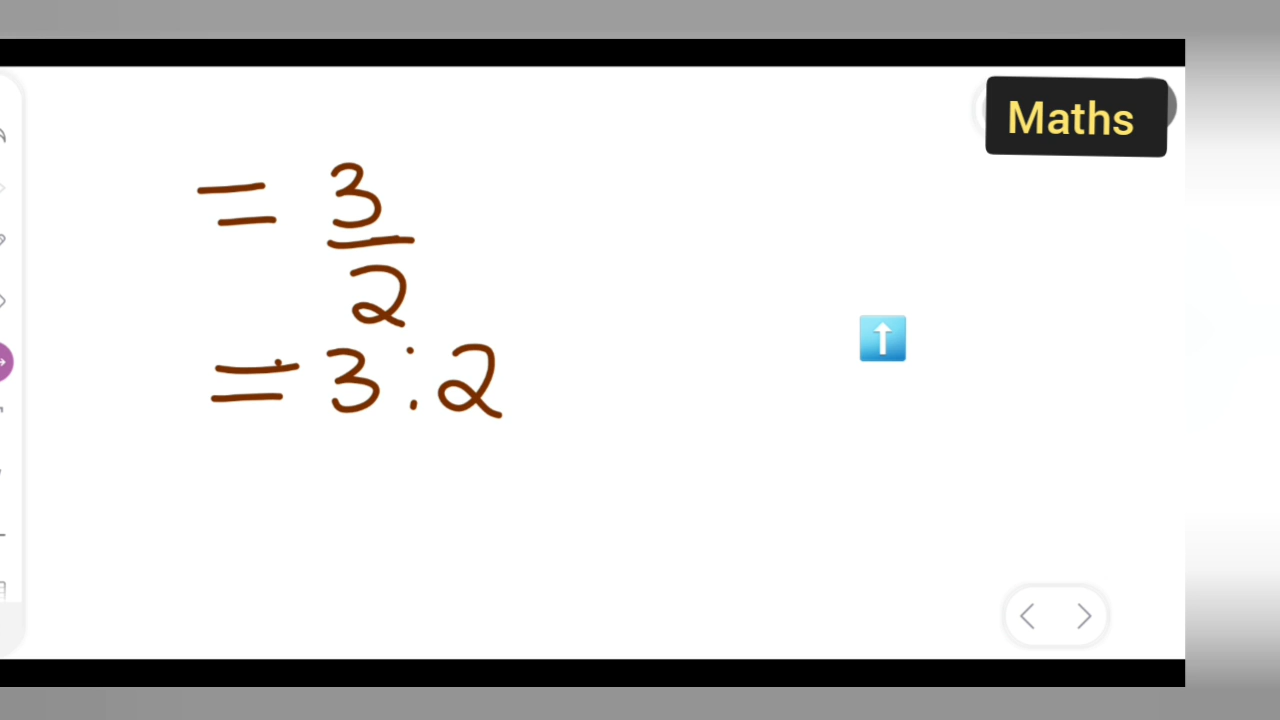 Maths
= 3/2
= 3:2